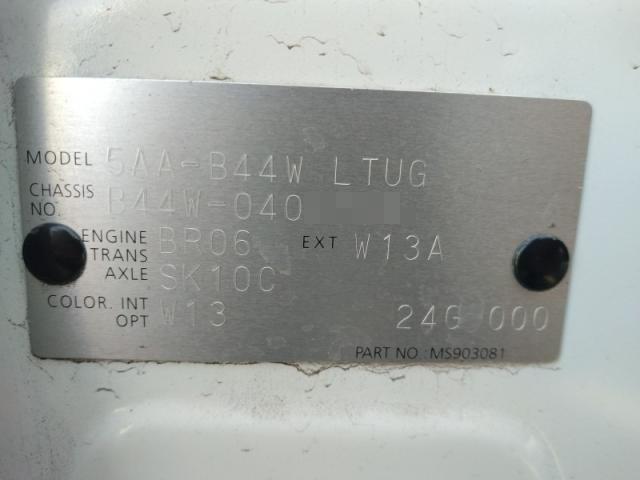 MODEL 5AA-B44W LTUG
CHASSIS NO. B44W-040
ENGINE BR06 EXT W13A
TRANS AXLE SK10C
COLOR. INT W13
OPT 24G 000
PART NO.:MS903081